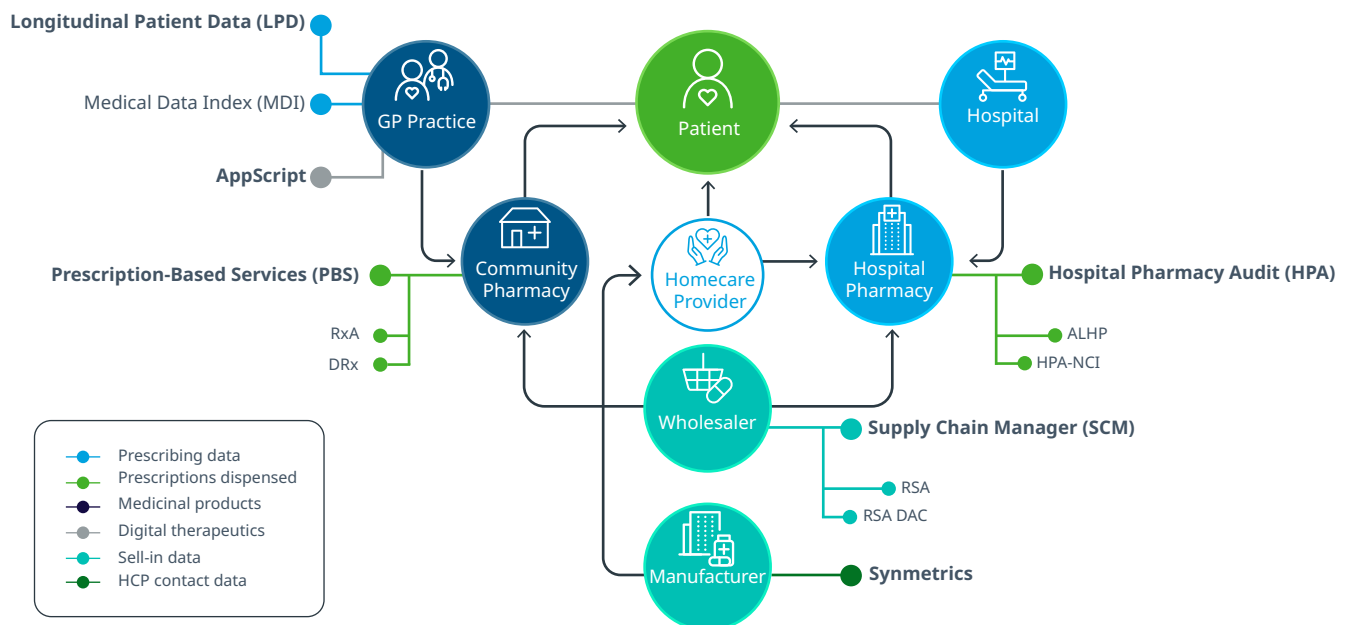 Longitudinal Patient Data (LPD)
Medical Data Index (MDI)
AppScript
GP Practice
Patient
Hospital
Prescription-Based Services (PBS)
RxA
DRx
Community
Pharmacy
Homecare
Provider
Hospital
Pharmacy
Hospital Pharmacy Audit (HPA)
ALHP
HPA-NCI
Wholesaler
Supply Chain Manager (SCM)
RSA
RSA DAC
Manufacturer
Synmetrics
Prescribing data
Prescriptions dispensed
Medicinal products
Digital therapeutics
Sell-in data
HCP contact data